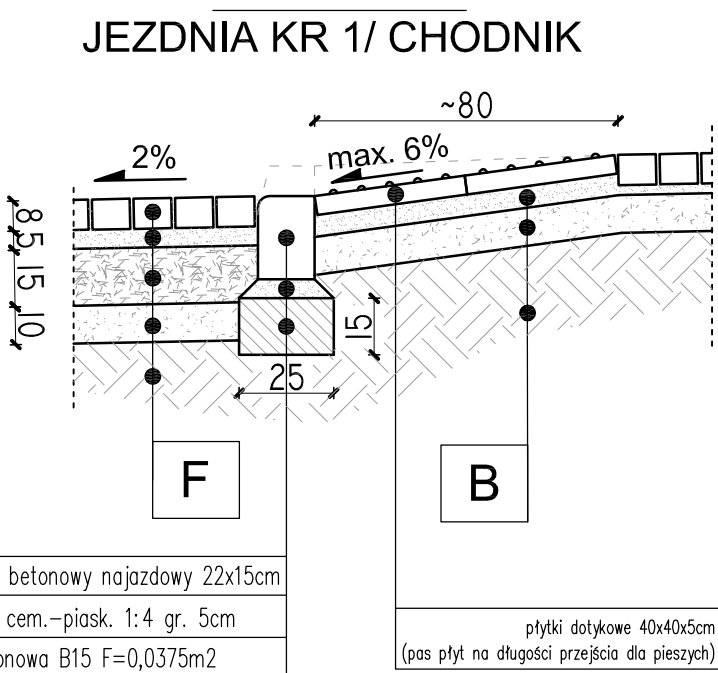 JEZDNIA KR 1/ CHODNIK
~80
2%
max. 6%
8
5
15
10
15
25
F
B
betonowy najazdowy 22x15cm
cem.-piask. 1:4 gr. 5cm
B15 F=0,0375m2
płytki dotykowe 40x40x5cm
(pas płyt na długości przejścia dla pieszych)